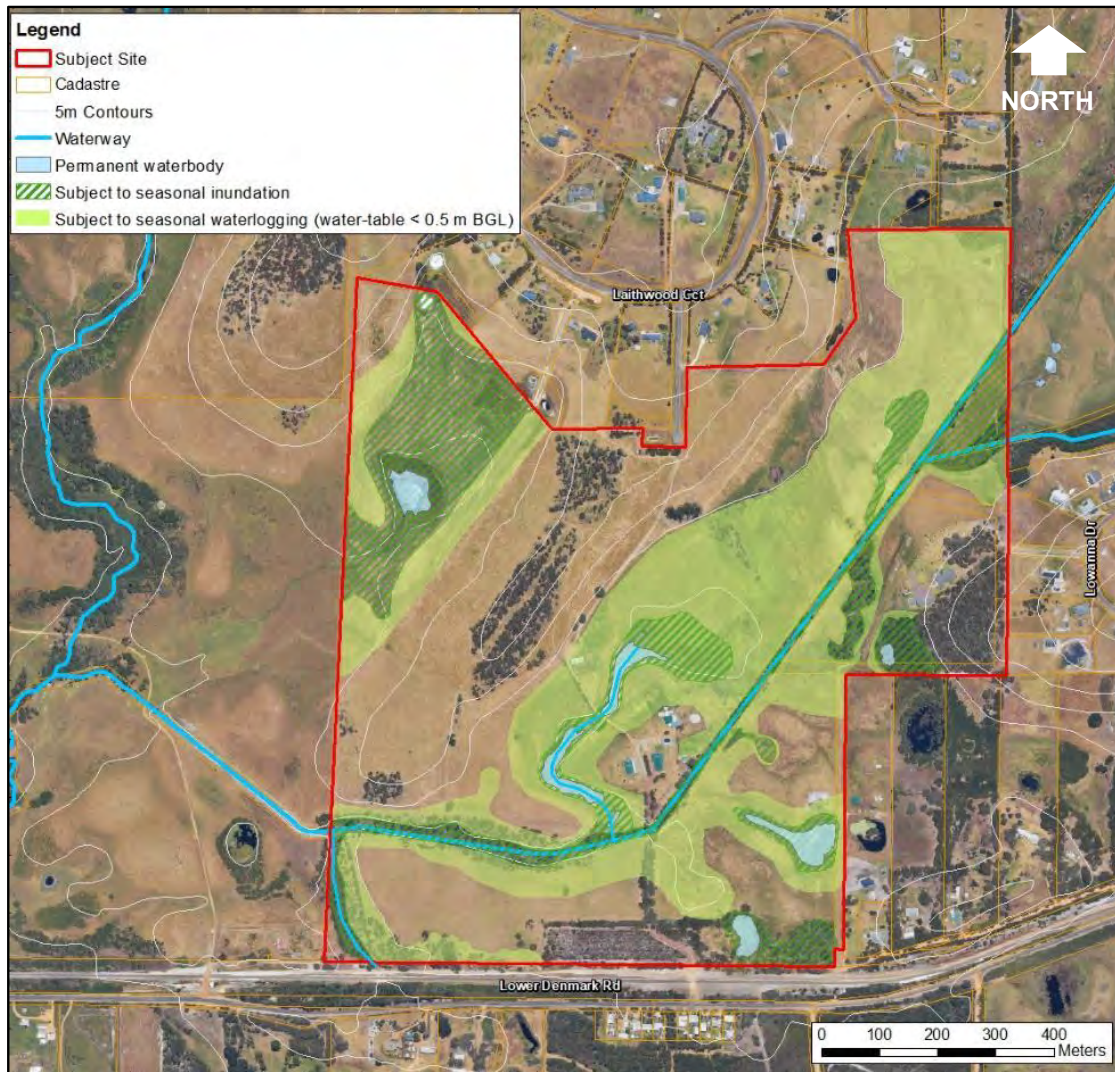 Legend
Subject Site
Cadastre
5m Contours
Waterway
Permanent waterbody
Subject to seasonal inundation
Subject to seasonal waterlogging (water-table < 0.5 m BGL)
NORTH
Laithwood Cct
Lowanna Dr
Lower Denmark Rd
0 100 200 300 400
Meters